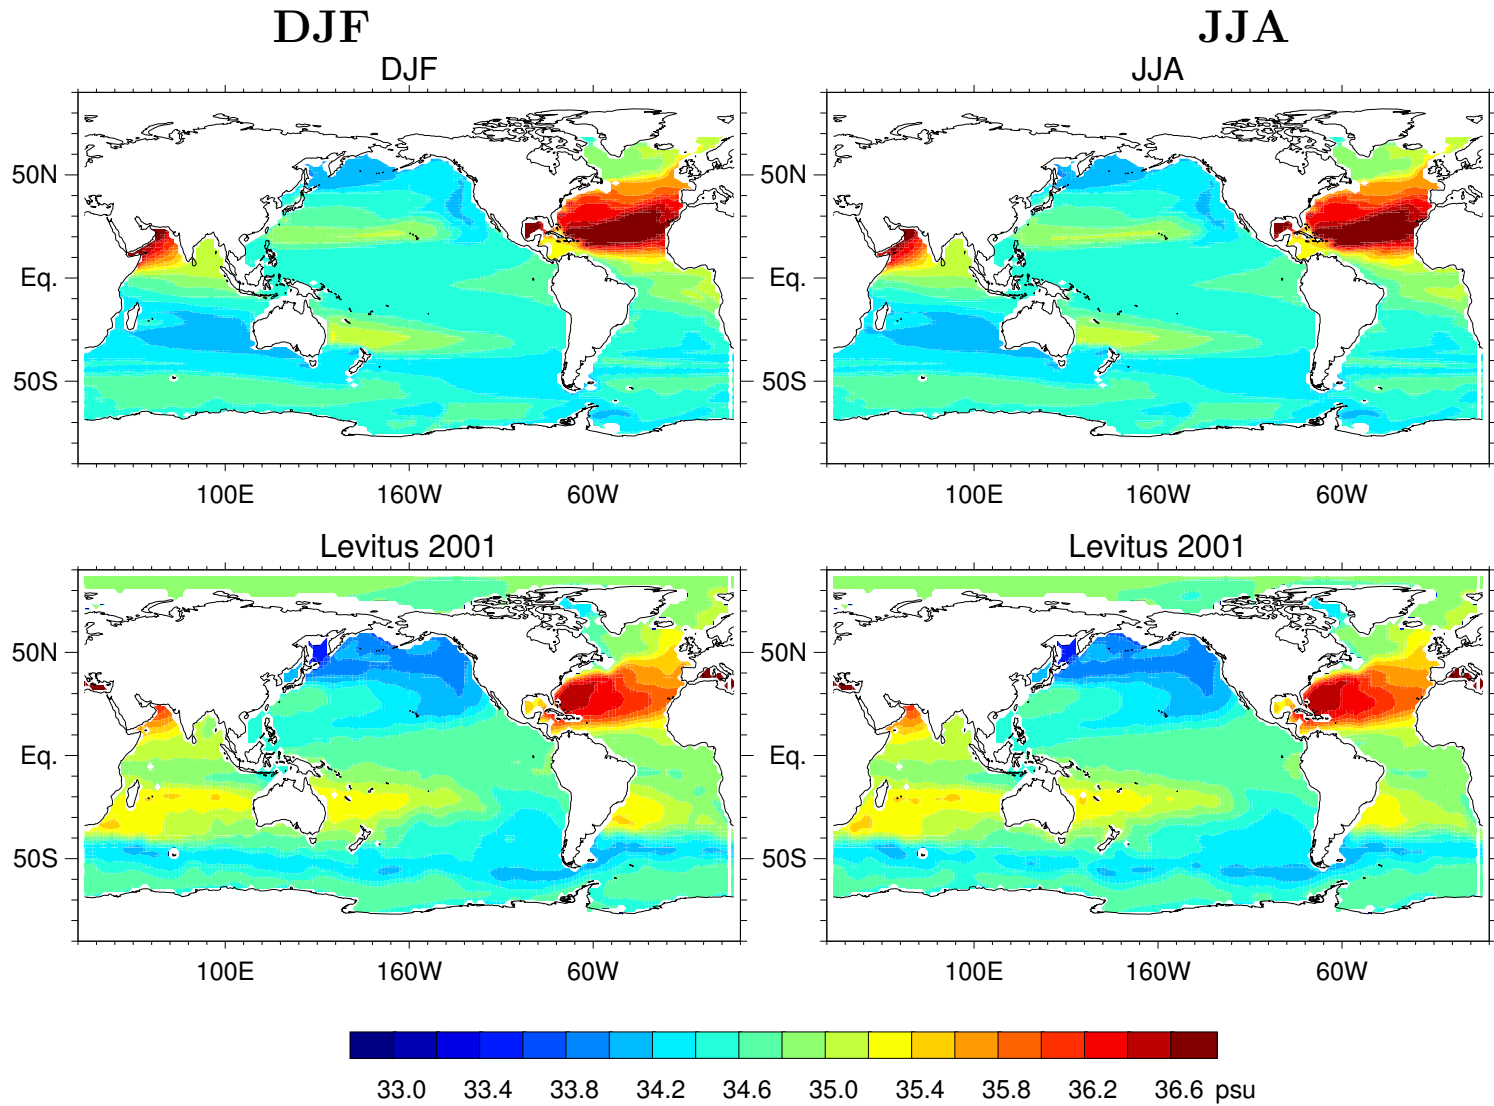 DJF JJA
DJF JJA
50N 50N
Eq. Eq.
50S 50S
100E 160W 60W 100E 160W 60W
Levitus 2001 Levitus 2001
50N 50N
Eq. Eq.
50S 50S
100E 160W 60W 100E 160W 60W
33.0 33.4 33.8 34.2 34.6 35.0 35.4 35.8 36.2 36.6 psu